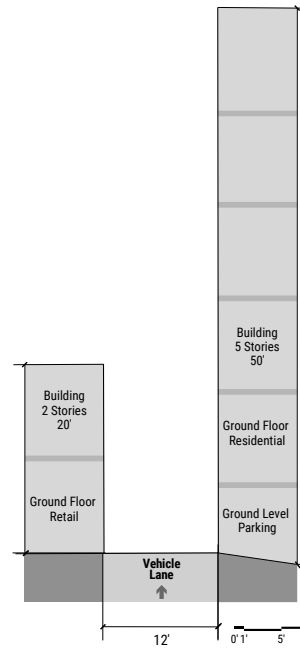 Building
5 Stories
50'
Building
2 Stories
20'
Ground Floor
Residential
Ground Floor
Retail
Ground Level
Parking
Vehicle
Lane
12'
0' 1' 5'